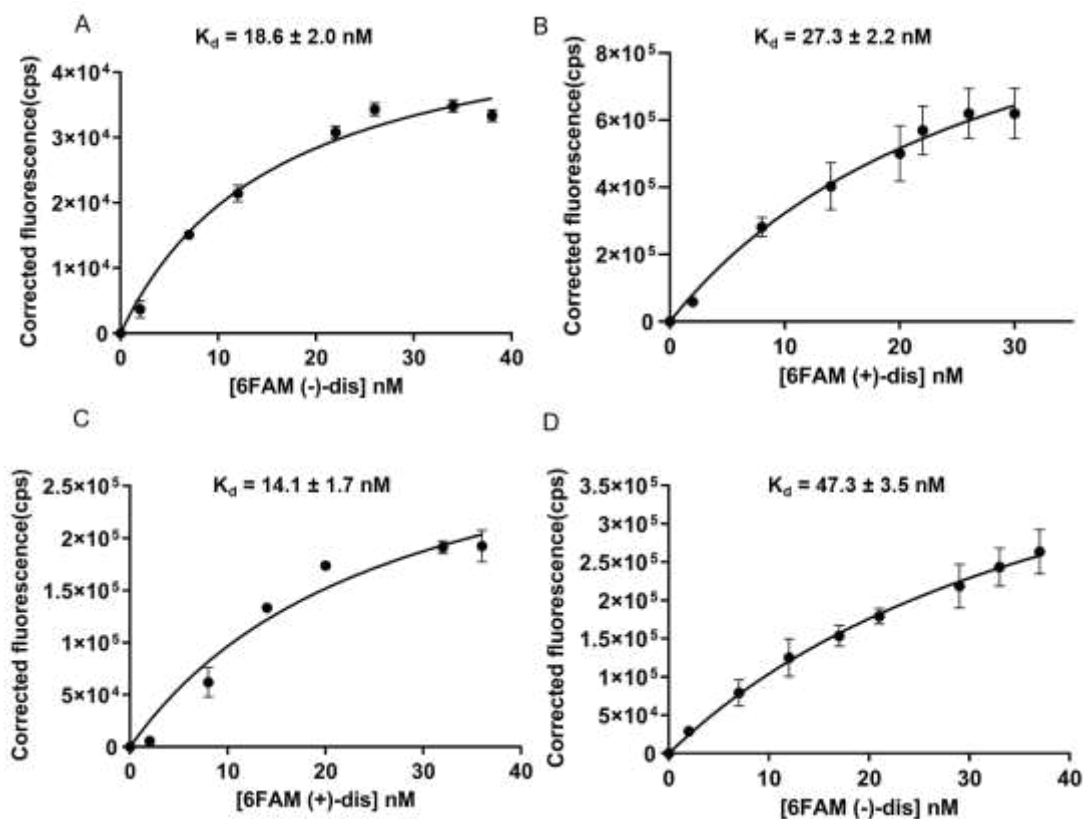 A
K_d = 18.6 ± 2.0 nM
Corrected fluorescence(cps)
4×10⁴
3×10⁴
2×10⁴
1×10⁴
0
0 10 20 30 40
[6FAM (-)-dis] nM
B
K_d = 27.3 ± 2.2 nM
Corrected fluorescence(cps)
8×10⁵
6×10⁵
4×10⁵
2×10⁵
0
0 10 20 30
[6FAM (+)-dis] nM
C
K_d = 14.1 ± 1.7 nM
Corrected fluorescence(cps)
2.5×10⁵
2×10⁵
1.5×10⁵
1×10⁵
5×10⁴
0
0 10 20 30 40
[6FAM (+)-dis] nM
D
K_d = 47.3 ± 3.5 nM
Corrected fluorescence(cps)
3.5×10⁵
3×10⁵
2.5×10⁵
2×10⁵
1.5×10⁵
1×10⁵
5×10⁴
0
0 10 20 30 40
[6FAM (-)-dis] nM